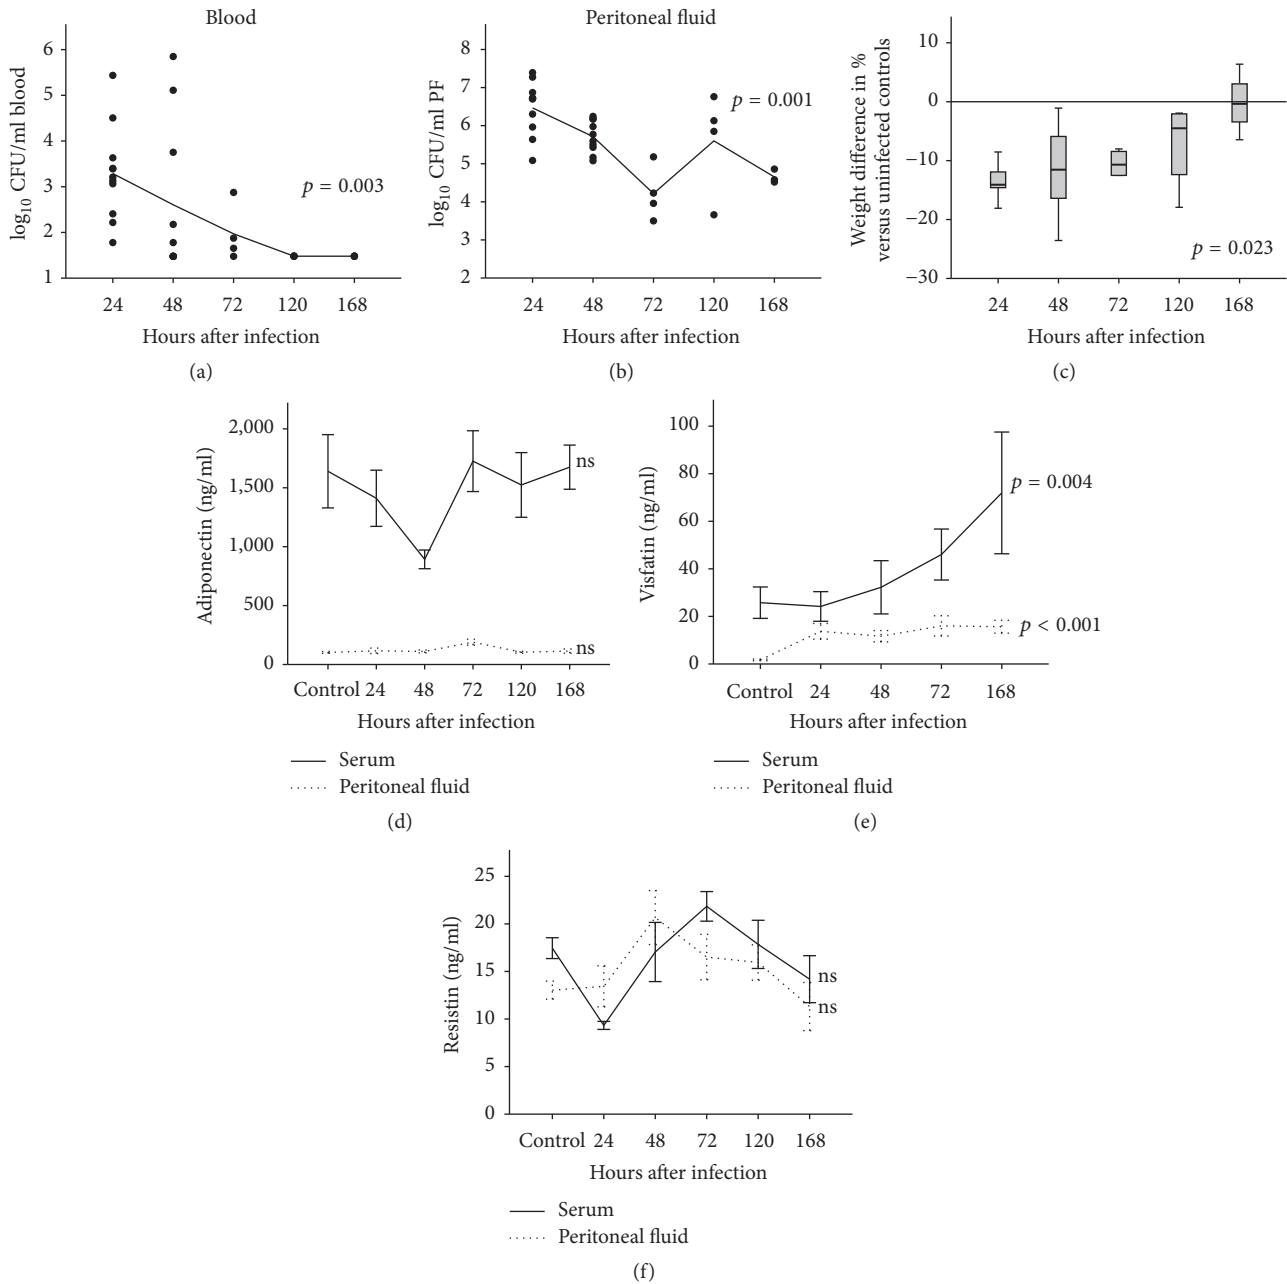 Blood
log10 CFU/ml blood
6
5
4
3
2
1
p = 0.003
24 48 72 120 168
Hours after infection
(a)
Peritoneal fluid
log10 CFU/ml PF
8
7
6
5
4
3
2
p = 0.001
24 48 72 120 168
Hours after infection
(b)
Weight difference in %
versus uninfected controls
10
0
−10
−20
−30
p = 0.023
24 48 72 120 168
Hours after infection
(c)
Adiponectin (ng/ml)
2,000
1,500
1,000
500
0
ns
ns
Control 24 48 72 120 168
Hours after infection
Serum
Peritoneal fluid
(d)
Visfatin (ng/ml)
100
80
60
40
20
0
p = 0.004
p < 0.001
Control 24 48 72 168
Hours after infection
Serum
Peritoneal fluid
(e)
Resistin (ng/ml)
25
20
15
10
5
0
ns
ns
Control 24 48 72 120 168
Hours after infection
Serum
Peritoneal fluid
(f)